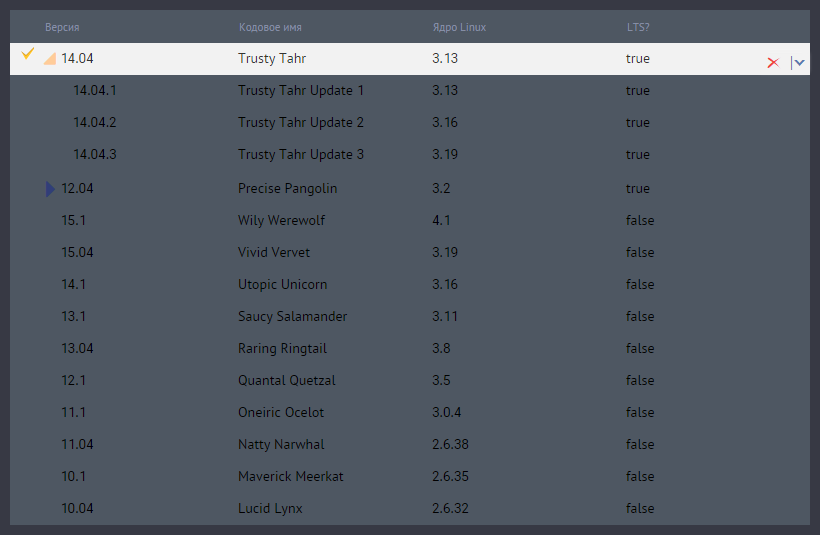 Версия Кодовое имя Ядро Linux LTS?
14.04 Trusty Tahr 3.13 true
14.04.1 Trusty Tahr Update 1 3.13 true
14.04.2 Trusty Tahr Update 2 3.16 true
14.04.3 Trusty Tahr Update 3 3.19 true
12.04 Precise Pangolin 3.2 true
15.1 Wily Werewolf 4.1 false
15.04 Vivid Vervet 3.19 false
14.1 Utopic Unicorn 3.16 false
13.1 Saucy Salamander 3.11 false
13.04 Raring Ringtail 3.8 false
12.1 Quantal Quetzal 3.5 false
11.1 Oneiric Ocelot 3.0.4 false
11.04 Natty Narwhal 2.6.38 false
10.1 Maverick Meerkat 2.6.35 false
10.04 Lucid Lynx 2.6.32 false